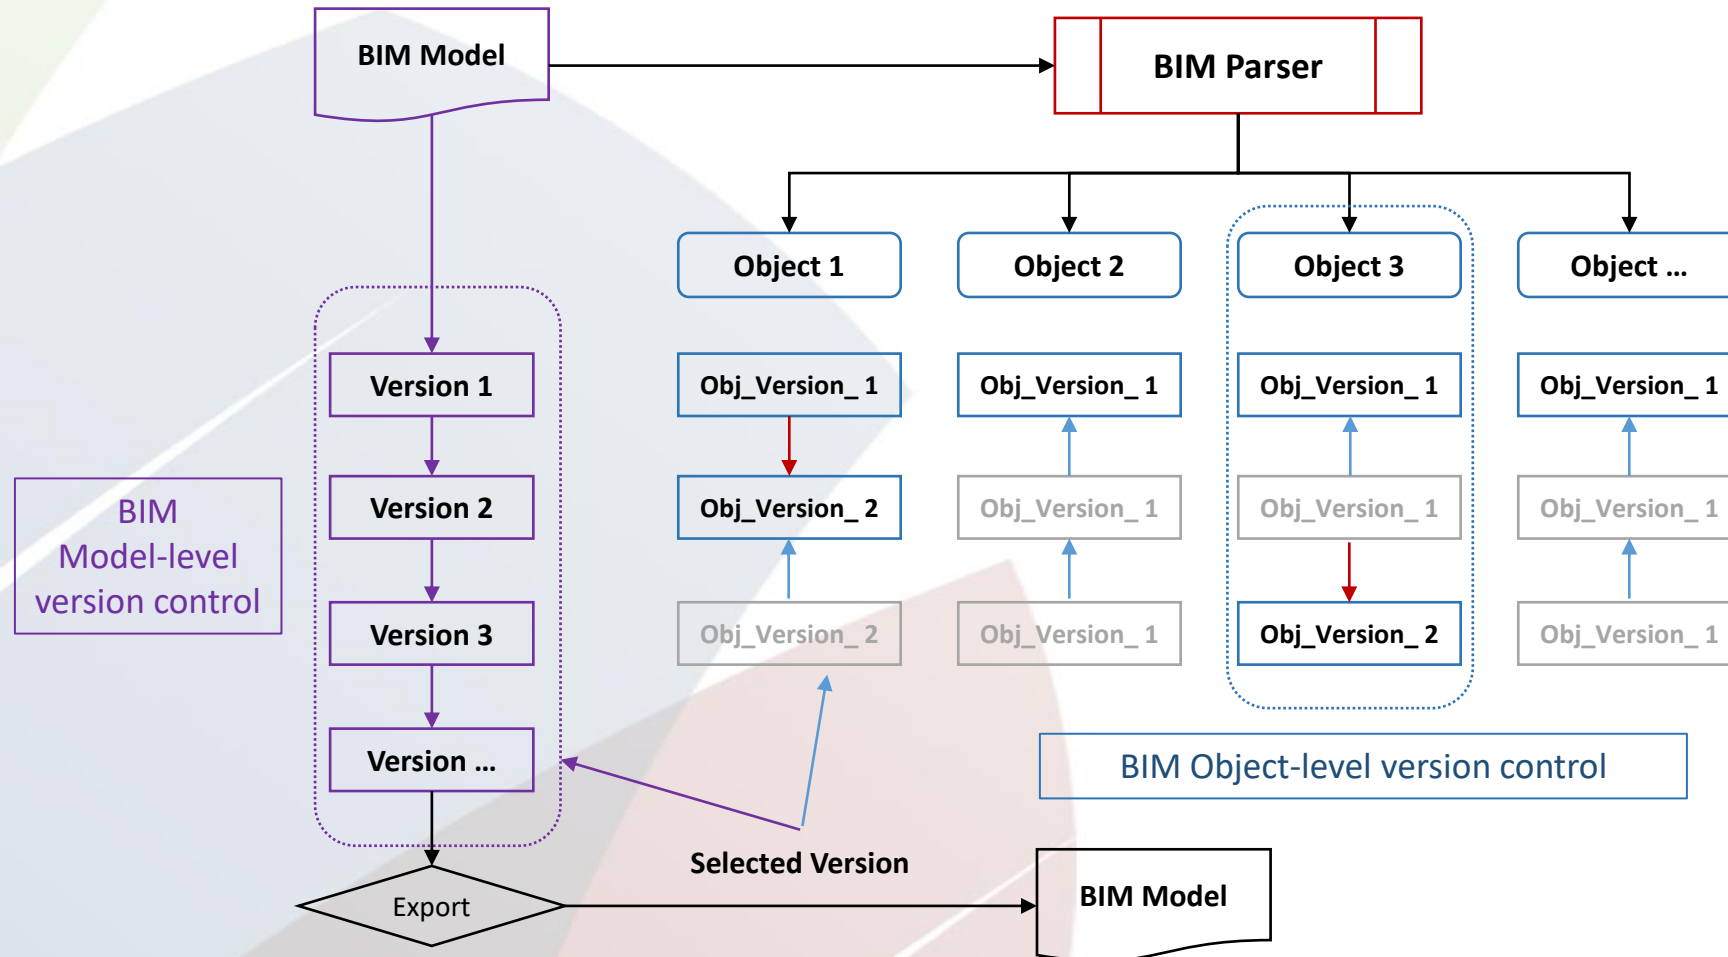 BIM Model
BIM Parser
Object 1
Object 2
Object 3
Object ...
Version 1
Obj_Version_ 1
Obj_Version_ 1
Obj_Version_ 1
Obj_Version_ 1
BIM
Model-level
version control
Version 2
Obj_Version_ 2
Obj_Version_ 1
Obj_Version_ 1
Obj_Version_ 1
Version 3
Obj_Version_ 2
Obj_Version_ 1
Obj_Version_ 2
Obj_Version_ 1
Version ...
BIM Object-level version control
Selected Version
Export
BIM Model